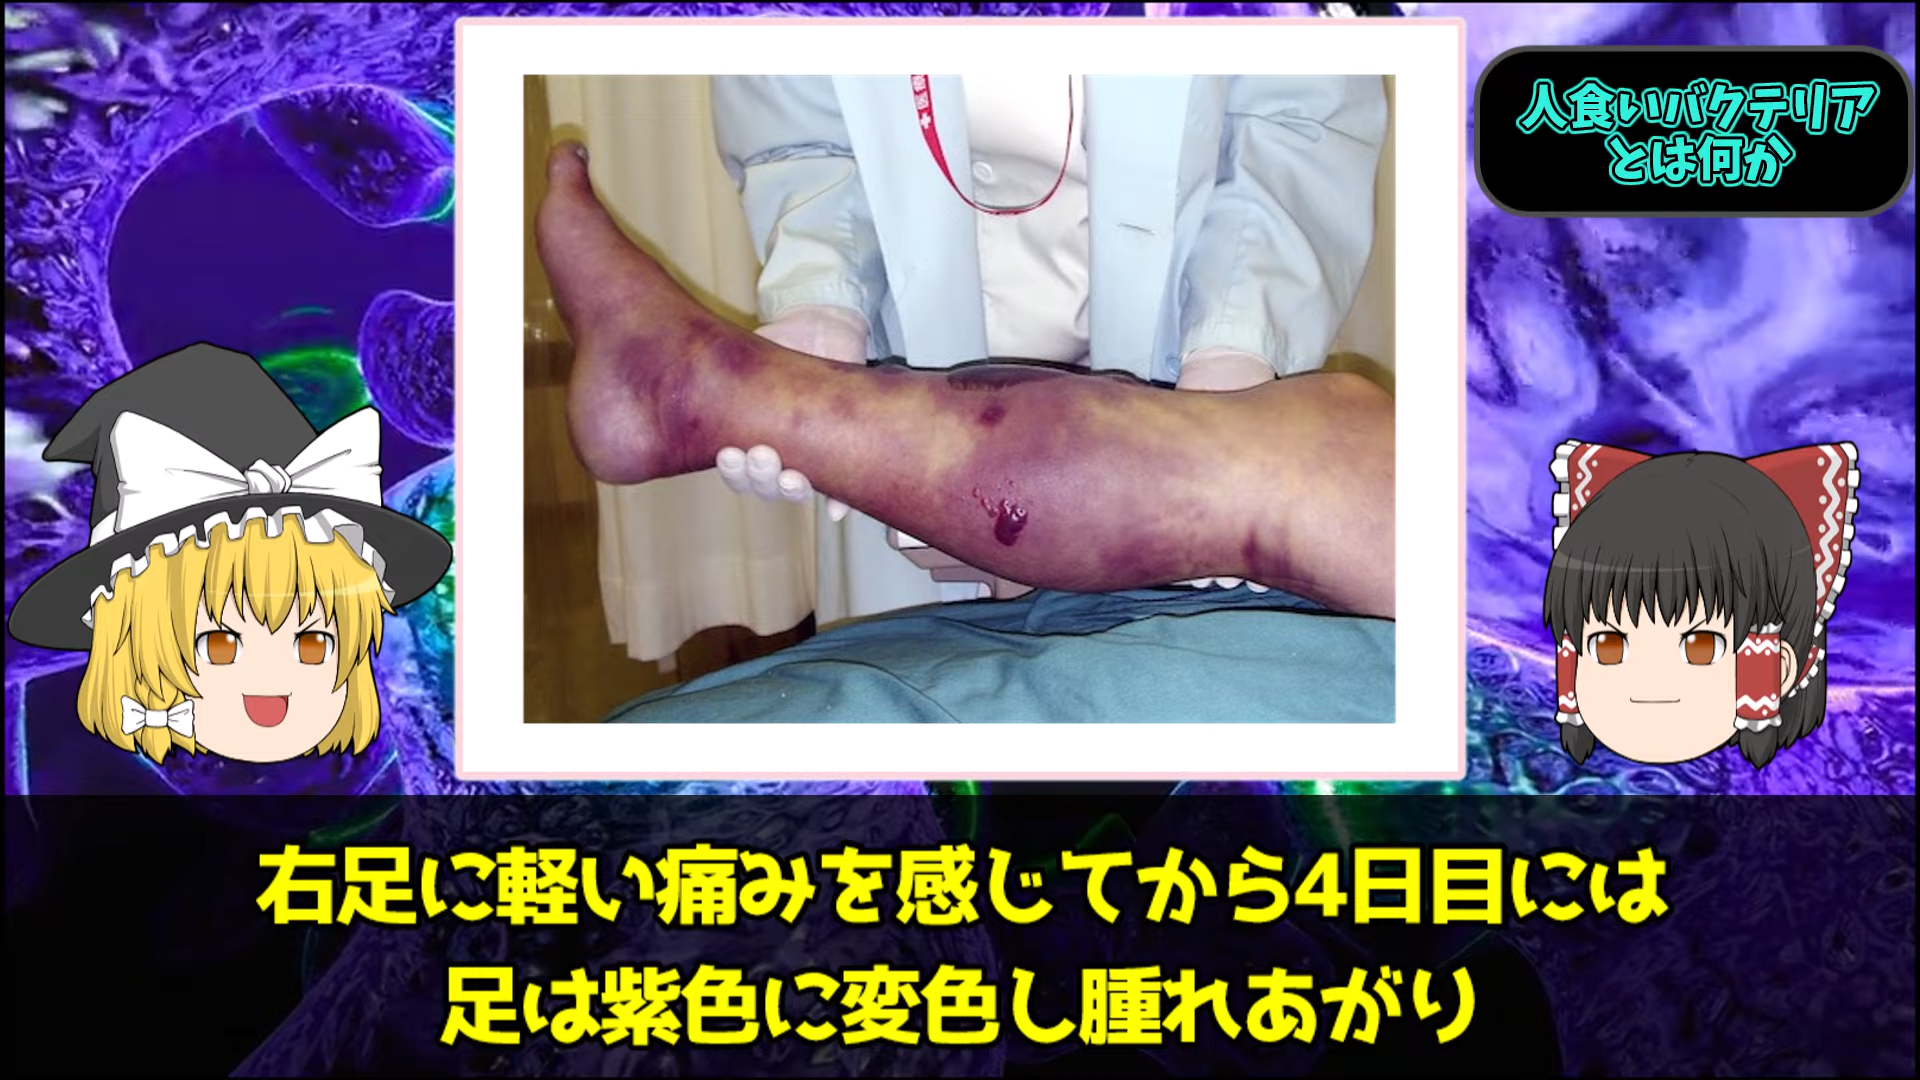 人食いバクテリア
とは何か
右足に軽い痛みを感じてから4日目には
足は紫色に変色し腫れあがり